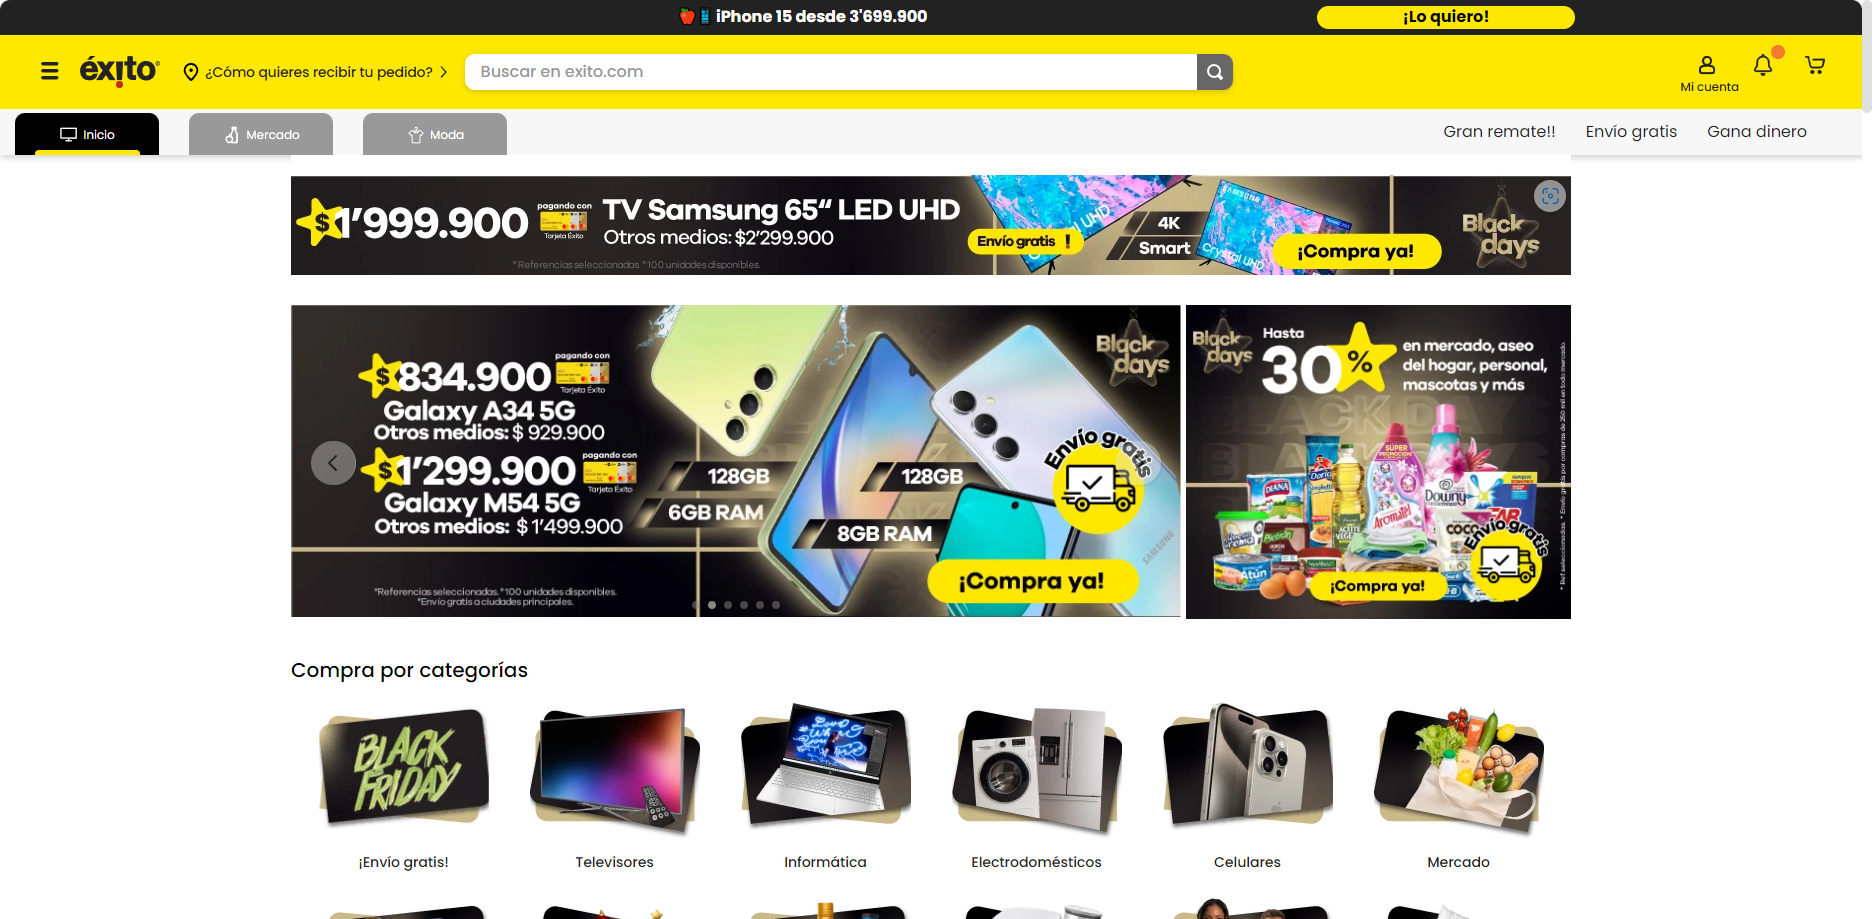 iPhone 15 desde 3'699.900
¡Lo quiero!
éxito
¿Cómo quieres recibir tu pedido?
Buscar en exito.com
Mi cuenta
Inicio
Mercado
Moda
Gran remate!!
Envío gratis
Gana dinero
$1'999.900
pagando con
Tarjeta Éxito
TV Samsung 65“ LED UHD
Otros medios: $2'299.900
*Referencias seleccionadas. *100 unidades disponibles.
Envío gratis !
Crystal UHD
4K
Smart
¡Compra ya!
Black
days
$834.900
pagando con
Tarjeta Éxito
Galaxy A34 5G
Otros medios: $ 929.900
$1'299.900
pagando con
Tarjeta Éxito
Galaxy M54 5G
Otros medios: $ 1'499.900
*Referencias seleccionadas. *100 unidades disponibles.
*Envío gratis a ciudades principales.
128GB
6GB RAM
128GB
8GB RAM
SAMSUNG
Black
days
Envío gratis
¡Compra ya!
Black
days
Hasta
30%
en mercado, aseo
del hogar, personal,
mascotas y más
DIANA
Doria
Aromatel
Downy
FAB
Atún
Envío gratis
¡Compra ya!
Compra por categorías
BLACK
FRIDAY
¡Envío gratis!
Televisores
Informática
Electrodomésticos
Celulares
Mercado